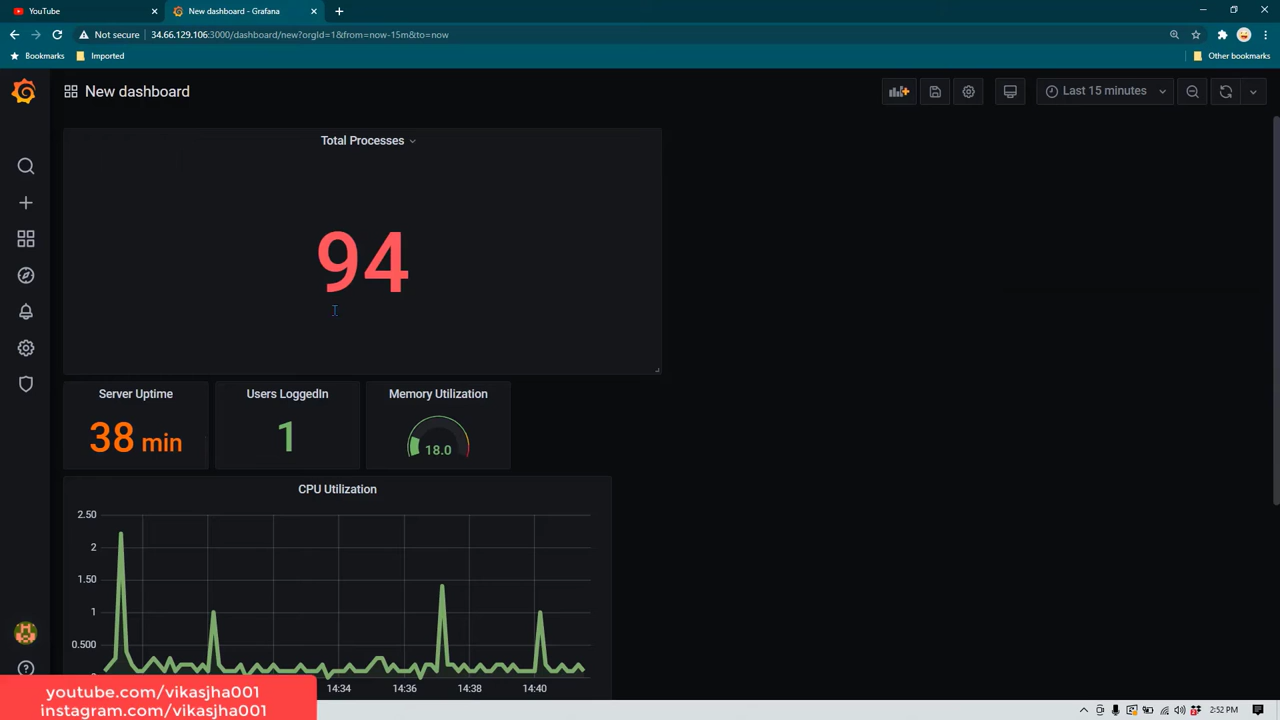 YouTube
New dashboard - Grafana
Not secure
34.66.129.106:3000/dashboard/new?orgId=1&from=now-15m&to=now
Bookmarks
Imported
Other bookmarks
New dashboard
Last 15 minutes
Total Processes
94
Server Uptime
Users LoggedIn
Memory Utilization
38 min
1
18.0
CPU Utilization
2.50
2
1.50
1
0.500
14:34
14:36
14:38
14:40
youtube.com/vikasjha001
instagram.com/vikasjha001
2:52 PM